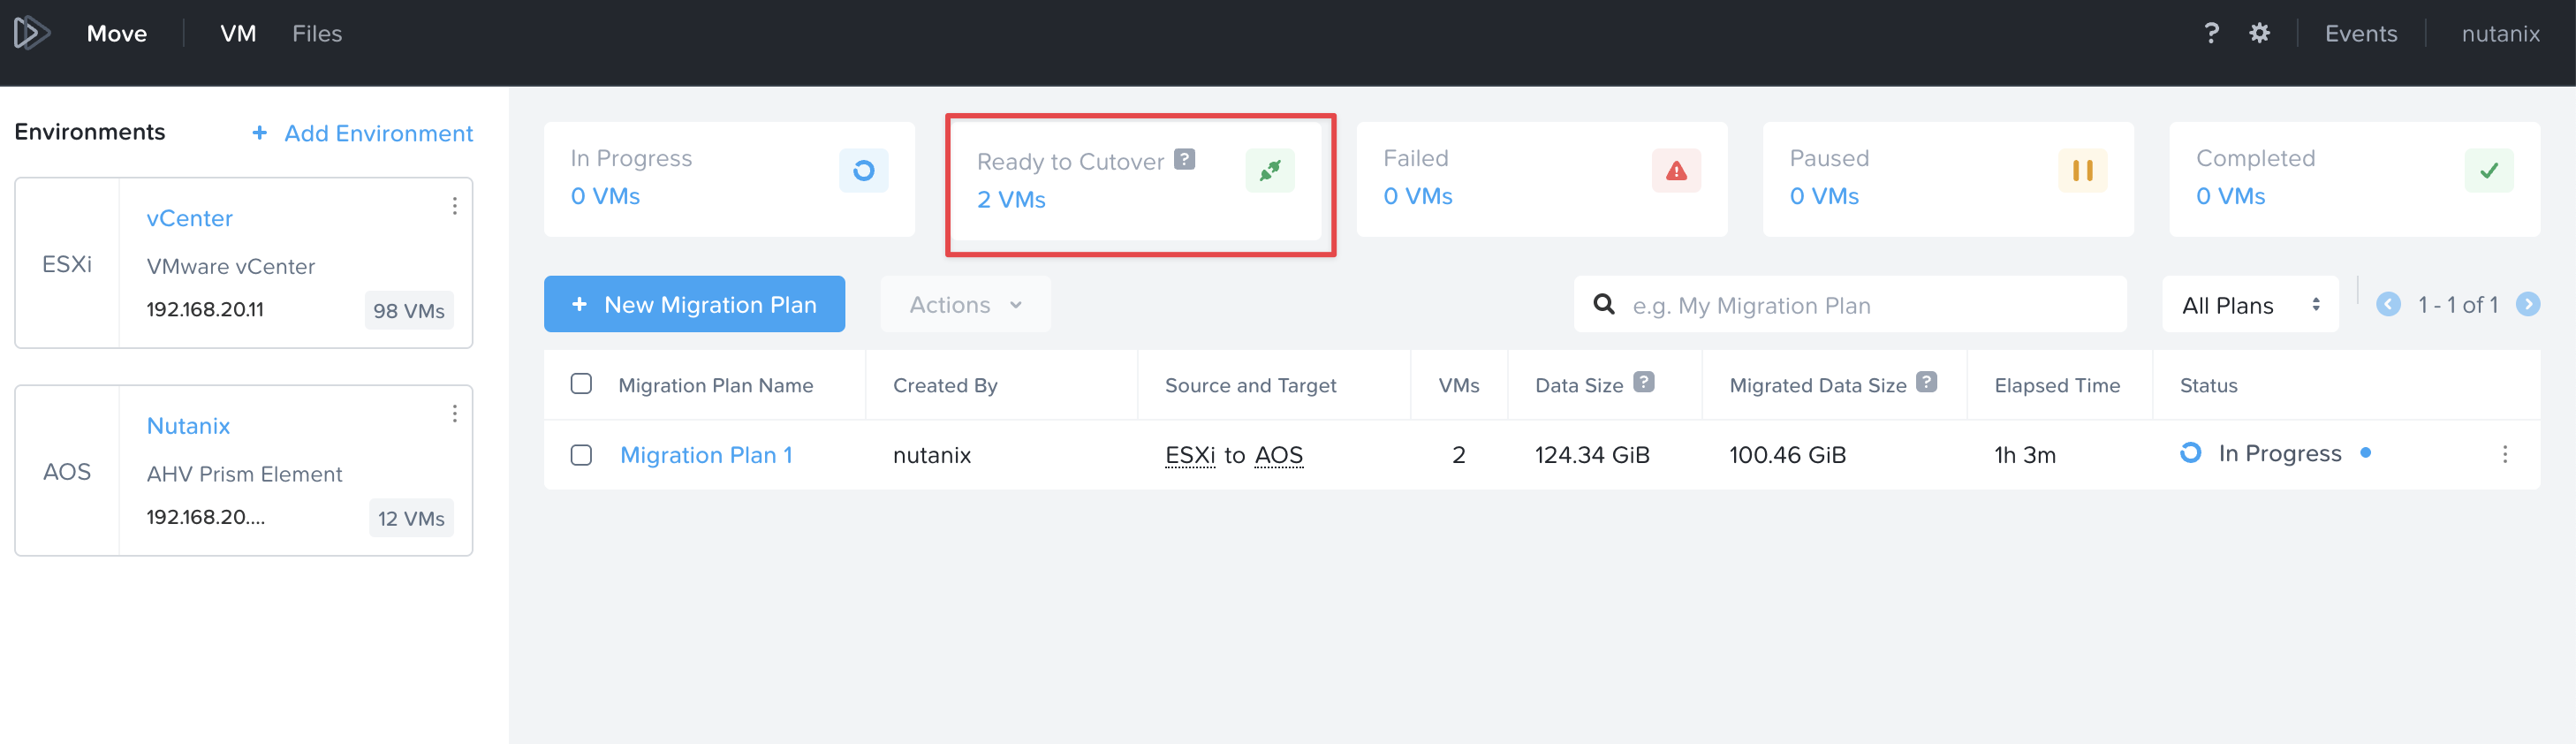 Move VM Files ? Events nutanix
Environments + Add Environment
ESXi
vCenter
VMware vCenter
192.168.20.11 98 VMs
AOS
Nutanix
AHV Prism Element
192.168.20.... 12 VMs
In Progress
0 VMs
Ready to Cutover ?
2 VMs
Failed
0 VMs
Paused
0 VMs
Completed
0 VMs
+ New Migration Plan Actions e.g. My Migration Plan All Plans 1 - 1 of 1
Migration Plan Name Created By Source and Target VMs Data Size ? Migrated Data Size ? Elapsed Time Status
Migration Plan 1 nutanix ESXi to AOS 2 124.34 GiB 100.46 GiB 1h 3m In Progress